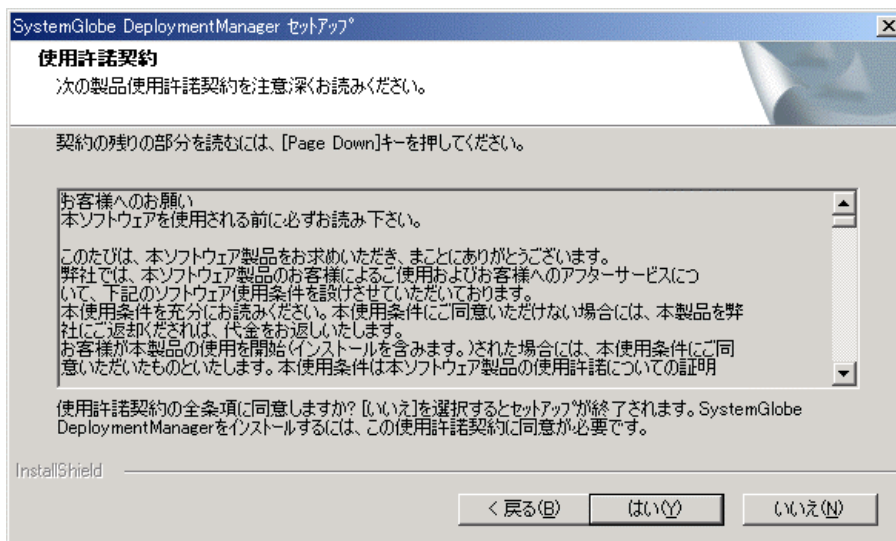 SystemGlobe DeploymentManager ｾｯﾄｱｯﾌﾟ
使用許諾契約
次の製品使用許諾契約を注意深くお読みください。
契約の残りの部分を読むには、[Page Down]キーを押してください。
お客様へのお願い
本ソフトウェアを使用される前に必ずお読み下さい。
このたびは、本ソフトウェア製品をお求めいただき、まことにありがとうございます。
弊社では、本ソフトウェア製品のお客様によるご使用およびお客様へのアフターサービスにつ
いて、下記のソフトウェア使用条件を設けさせていただいております。
本使用条件を充分にお読みください。本使用条件にご同意いただけない場合には、本製品を弊
社にご返却くだされば、代金をお返しいたします。
お客様が本製品の使用を開始（インストールを含みます。）された場合には、本使用条件にご同
意いただいたものといたします。本使用条件は本ソフトウェア製品の使用許諾についての証明
使用許諾契約の全条項に同意しますか? [いいえ]を選択するとｾｯﾄｱｯﾌﾟが終了されます。SystemGlobe
DeploymentManagerをインストールするには、この使用許諾契約に同意が必要です。
InstallShield
< 戻る(B)
はい(Y)
いいえ(N)